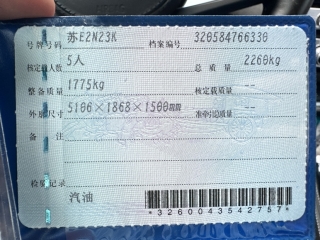 号牌号码 苏E2N23K 档案编号 320584766330
核定载人数 5人 总质量 2260kg
整备质量 1775kg 核定载质量 --
外廓尺寸 5106×1868×1500mm 准牵引总质量 --
备注
检验记录
汽油
*3260043542757*